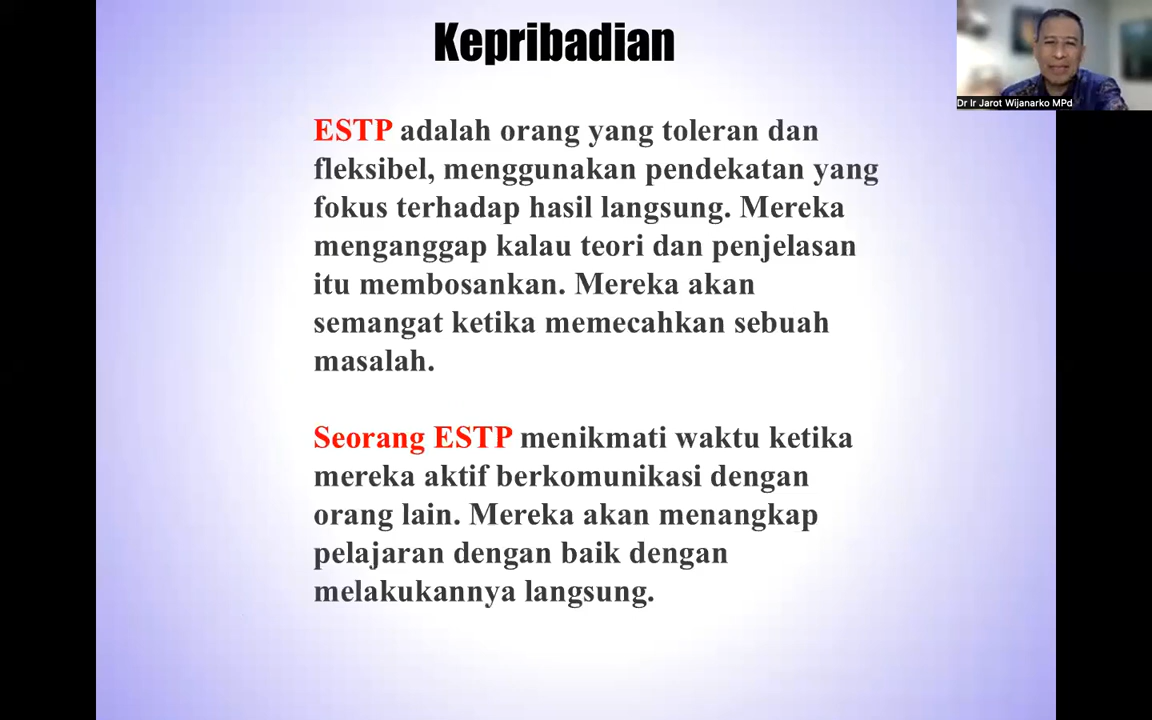 Kepribadian
Dr Ir Jarot Wijanarko MPd
ESTP adalah orang yang toleran dan
fleksibel, menggunakan pendekatan yang
fokus terhadap hasil langsung. Mereka
menganggap kalau teori dan penjelasan
itu membosankan. Mereka akan
semangat ketika memecahkan sebuah
masalah.
Seorang ESTP menikmati waktu ketika
mereka aktif berkomunikasi dengan
orang lain. Mereka akan menangkap
pelajaran dengan baik dengan
melakukannya langsung.